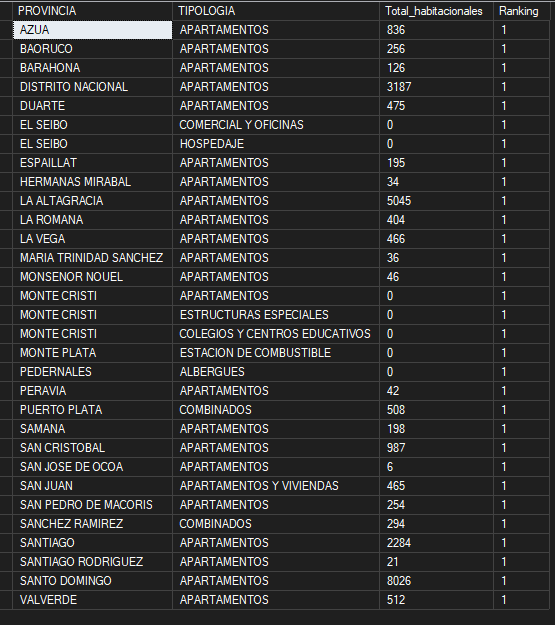 PROVINCIA TIPOLOGIA Total_habitacionales Ranking
AZUA APARTAMENTOS 836 1
BAORUCO APARTAMENTOS 256 1
BARAHONA APARTAMENTOS 126 1
DISTRITO NACIONAL APARTAMENTOS 3187 1
DUARTE APARTAMENTOS 475 1
EL SEIBO COMERCIAL Y OFICINAS 0 1
EL SEIBO HOSPEDAJE 0 1
ESPAILLAT APARTAMENTOS 195 1
HERMANAS MIRABAL APARTAMENTOS 34 1
LA ALTAGRACIA APARTAMENTOS 5045 1
LA ROMANA APARTAMENTOS 404 1
LA VEGA APARTAMENTOS 466 1
MARIA TRINIDAD SANCHEZ APARTAMENTOS 36 1
MONSENOR NOUEL APARTAMENTOS 46 1
MONTE CRISTI APARTAMENTOS 0 1
MONTE CRISTI ESTRUCTURAS ESPECIALES 0 1
MONTE CRISTI COLEGIOS Y CENTROS EDUCATIVOS 0 1
MONTE PLATA ESTACION DE COMBUSTIBLE 0 1
PEDERNALES ALBERGUES 0 1
PERAVIA APARTAMENTOS 42 1
PUERTO PLATA COMBINADOS 508 1
SAMANA APARTAMENTOS 198 1
SAN CRISTOBAL APARTAMENTOS 987 1
SAN JOSE DE OCOA APARTAMENTOS 6 1
SAN JUAN APARTAMENTOS Y VIVIENDAS 465 1
SAN PEDRO DE MACORIS APARTAMENTOS 254 1
SANCHEZ RAMIREZ COMBINADOS 294 1
SANTIAGO APARTAMENTOS 2284 1
SANTIAGO RODRIGUEZ APARTAMENTOS 21 1
SANTO DOMINGO APARTAMENTOS 8026 1
VALVERDE APARTAMENTOS 512 1